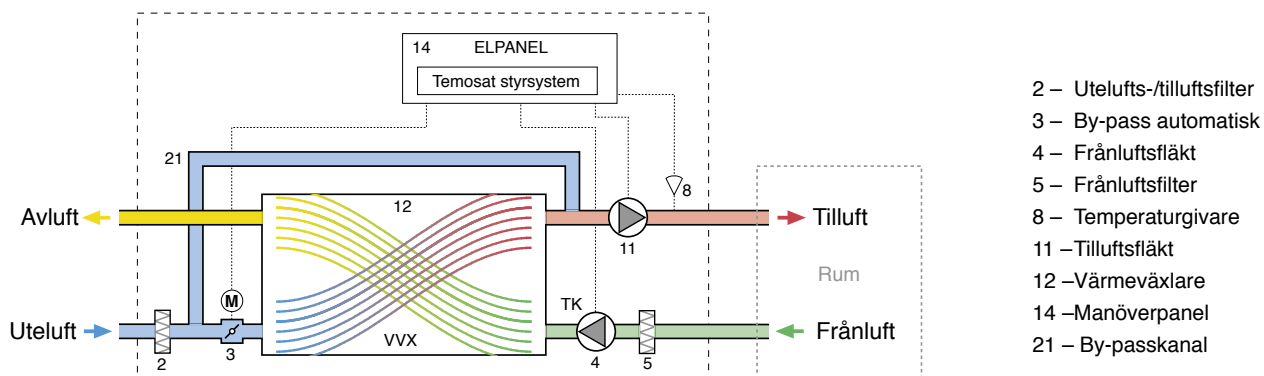 14 ELPANEL
Temosat styrsystem
21
8
Avluft
12
Tilluft
11
Rum
M
TK
Uteluft
VVX
Frånluft
2
3
4
5
2 – Utelufts-/tilluftsfilter
3 – By-pass automatisk
4 – Frånluftsfläkt
5 – Frånluftsfilter
8 – Temperaturgivare
11 –Tilluftsfläkt
12 –Värmeväxlare
14 –Manöverpanel
21 – By-passkanal